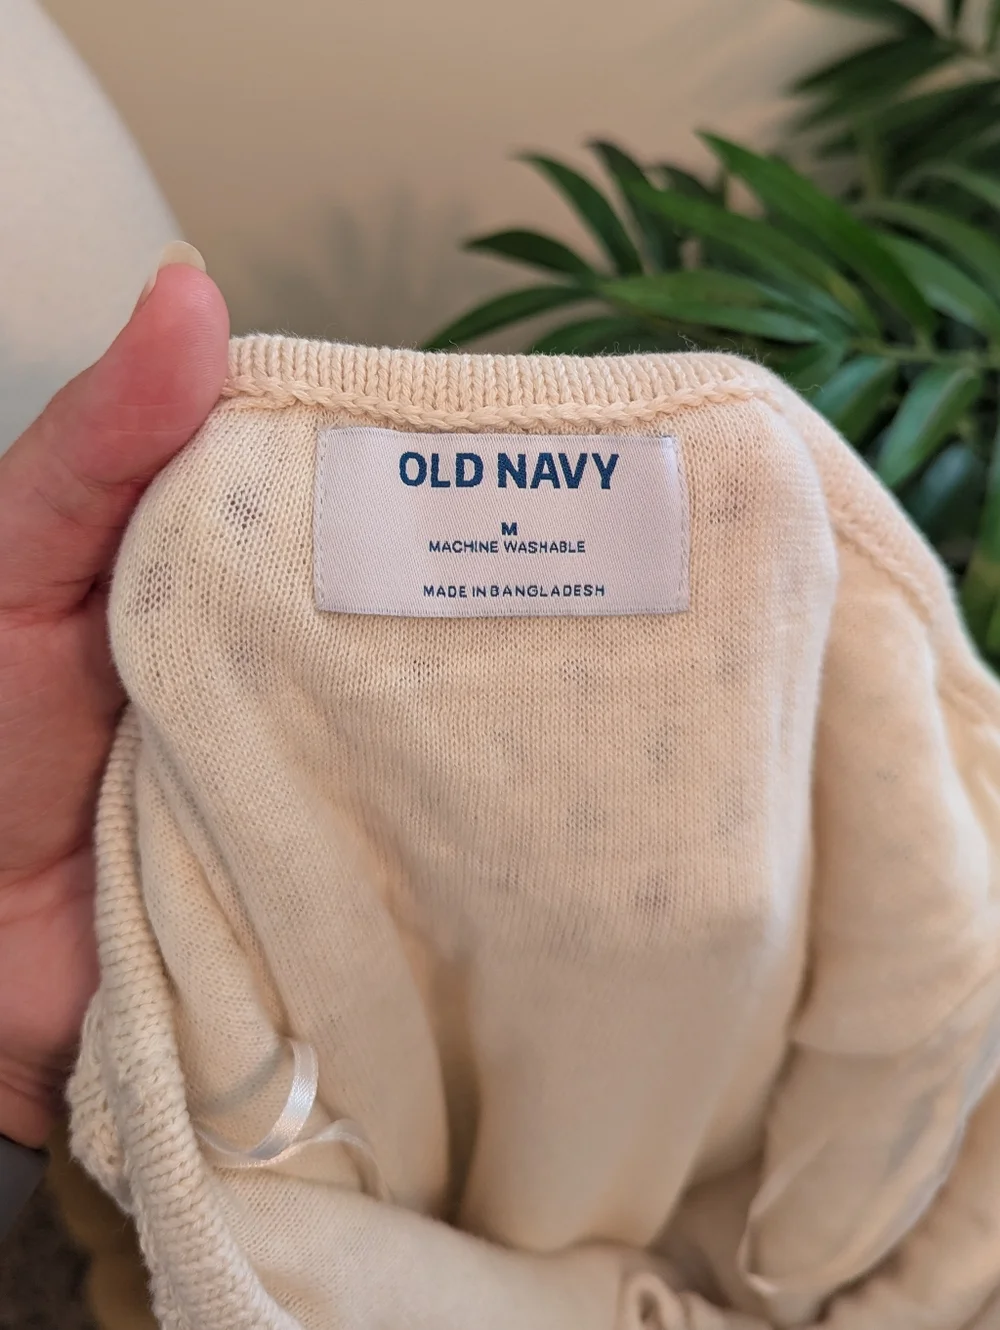 OLD NAVY
M
MACHINE WASHABLE
MADE IN BANGLADESH